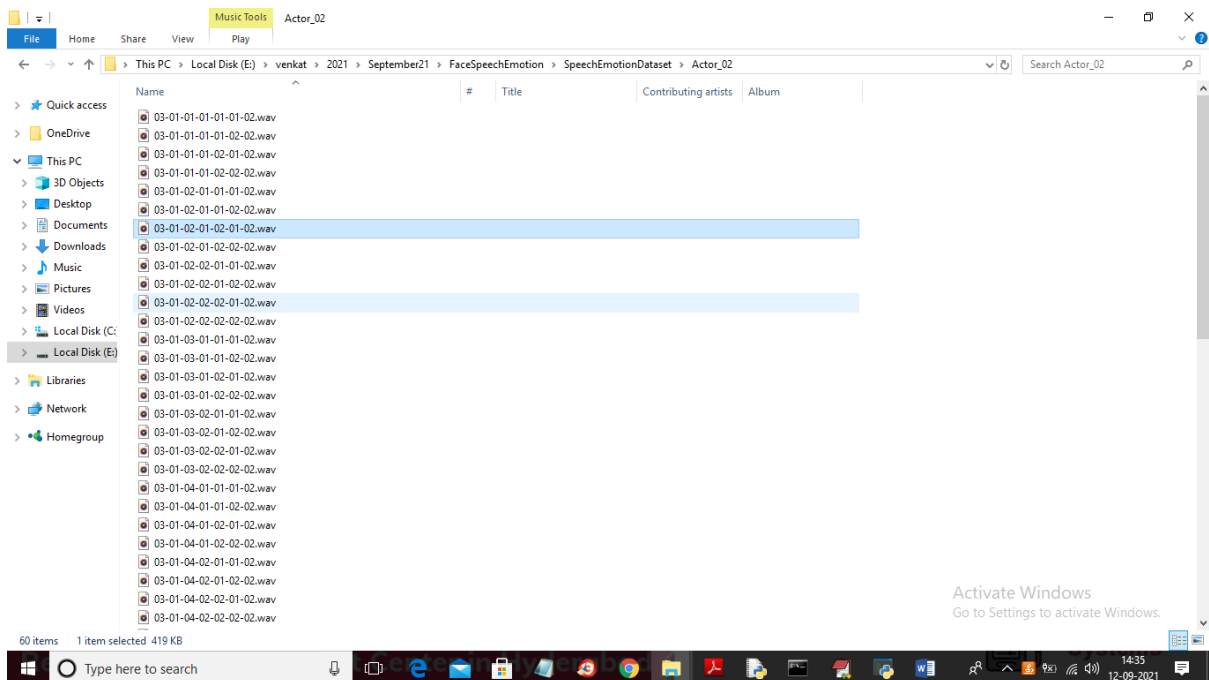 Music Tools Actor_02
File Home Share View Play
This PC > Local Disk (E:) > venkat > 2021 > September21 > FaceSpeechEmotion > SpeechEmotionDataset > Actor_02
Search Actor_02
Name # Title Contributing artists Album
Quick access
OneDrive
This PC
3D Objects
Desktop
Documents
Downloads
Music
Pictures
Videos
Local Disk (C:
Local Disk (E:)
Libraries
Network
Homegroup
03-01-01-01-01-01-02.wav
03-01-01-01-01-02-02.wav
03-01-01-01-02-01-02.wav
03-01-01-01-02-02-02.wav
03-01-02-01-01-01-02.wav
03-01-02-01-01-02-02.wav
03-01-02-01-02-01-02.wav
03-01-02-01-02-02-02.wav
03-01-02-02-01-01-02.wav
03-01-02-02-01-02-02.wav
03-01-02-02-02-01-02.wav
03-01-02-02-02-02-02.wav
03-01-03-01-01-01-02.wav
03-01-03-01-01-02-02.wav
03-01-03-01-02-01-02.wav
03-01-03-01-02-02-02.wav
03-01-03-02-01-01-02.wav
03-01-03-02-01-02-02.wav
03-01-03-02-02-01-02.wav
03-01-03-02-02-02-02.wav
03-01-04-01-01-01-02.wav
03-01-04-01-01-02-02.wav
03-01-04-01-02-01-02.wav
03-01-04-01-02-02-02.wav
03-01-04-02-01-01-02.wav
03-01-04-02-01-02-02.wav
03-01-04-02-02-01-02.wav
03-01-04-02-02-02-02.wav
Activate Windows
Go to Settings to activate Windows.
60 items 1 item selected 419 KB
Type here to search
14:35
12-09-2021